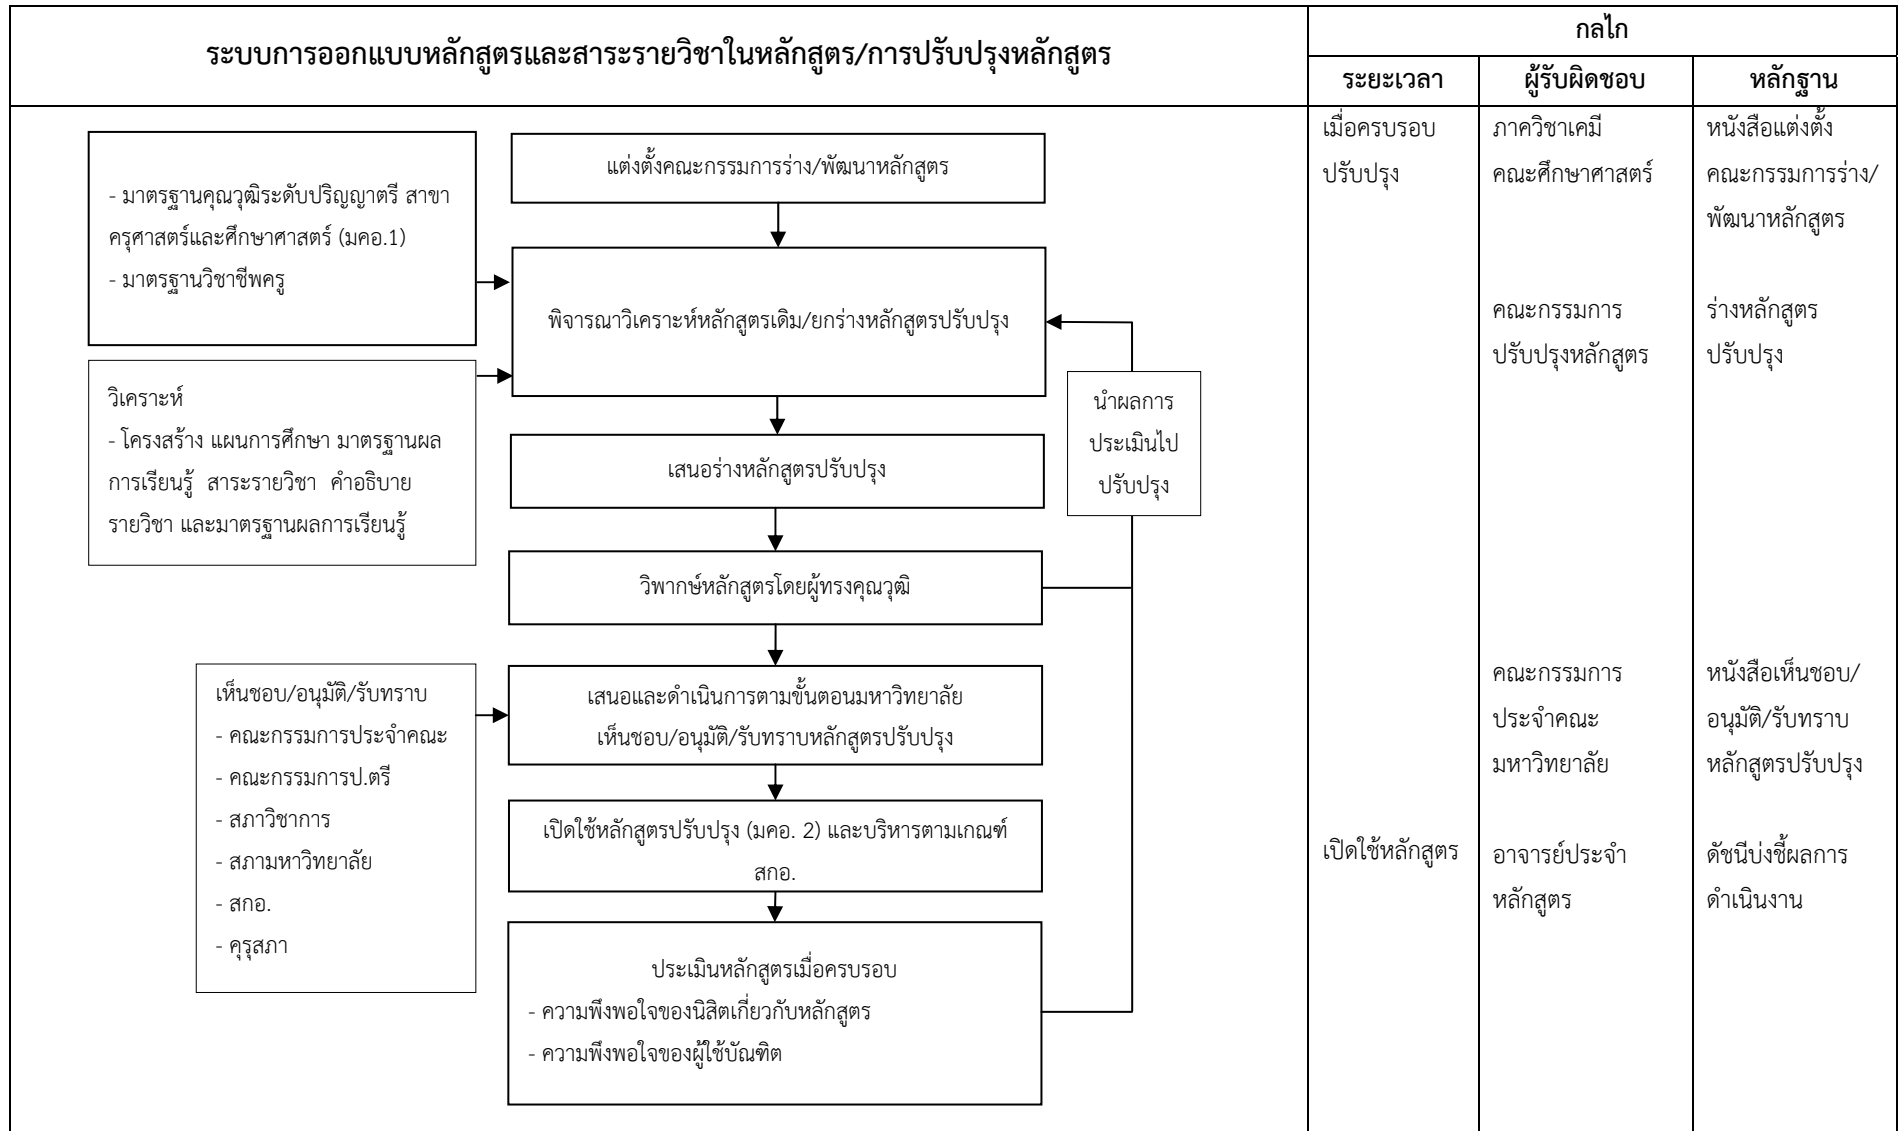 ระบบการออกแบบหลักสูตรและสาระรายวิชาในหลักสูตร/การปรับปรุงหลักสูตร
กลไก
ระยะเวลา
ผู้รับผิดชอบ
หลักฐาน
- มาตรฐานคุณวุฒิระดับปริญญาตรี สาขา
ครุศาสตร์และศึกษาศาสตร์ (มคอ.1)
- มาตรฐานวิชาชีพครู
วิเคราะห์
- โครงสร้าง แผนการศึกษา มาตรฐานผล
การเรียนรู้ สาระรายวิชา คำอธิบาย
รายวิชา และมาตรฐานผลการเรียนรู้
แต่งตั้งคณะกรรมการร่าง/พัฒนาหลักสูตร
พิจารณาวิเคราะห์หลักสูตรเดิม/ยกร่างหลักสูตรปรับปรุง
เสนอร่างหลักสูตรปรับปรุง
วิพากษ์หลักสูตรโดยผู้ทรงคุณวุฒิ
นำผลการ
ประเมินไป
ปรับปรุง
เห็นชอบ/อนุมัติ/รับทราบ
- คณะกรรมการประจำคณะ
- คณะกรรมการป.ตรี
- สภาวิชาการ
- สภามหาวิทยาลัย
- สกอ.
- คุรุสภา
เสนอและดำเนินการตามขั้นตอนมหาวิทยาลัย
เห็นชอบ/อนุมัติ/รับทราบหลักสูตรปรับปรุง
เปิดใช้หลักสูตรปรับปรุง (มคอ. 2) และบริหารตามเกณฑ์
สกอ.
ประเมินหลักสูตรเมื่อครบรอบ
- ความพึงพอใจของนิสิตเกี่ยวกับหลักสูตร
- ความพึงพอใจของผู้ใช้บัณฑิต
เมื่อครบรอบ
ปรับปรุง
เปิดใช้หลักสูตร
ภาควิชาเคมี
คณะศึกษาศาสตร์
คณะกรรมการ
ปรับปรุงหลักสูตร
คณะกรรมการ
ประจำคณะ
มหาวิทยาลัย
อาจารย์ประจำ
หลักสูตร
หนังสือแต่งตั้ง
คณะกรรมการร่าง/
พัฒนาหลักสูตร
ร่างหลักสูตร
ปรับปรุง
หนังสือเห็นชอบ/
อนุมัติ/รับทราบ
หลักสูตรปรับปรุง
ดัชนีบ่งชี้ผลการ
ดำเนินงาน